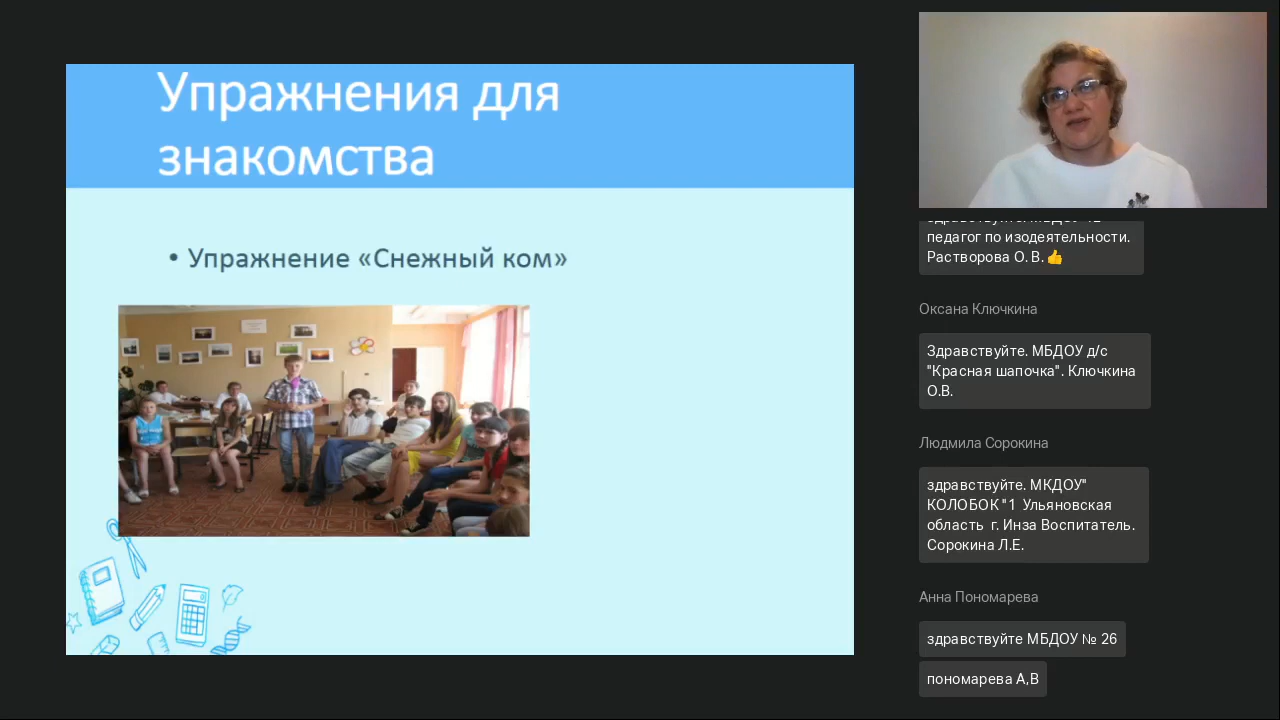 Упражнения для
знакомства
• Упражнение «Снежный ком»
педагог по изодеятельности.
Растворова О. В.👍
Оксана Ключкина
Здравствуйте. МБДОУ д/с
"Красная шапочка". Ключкина
О.В.
Людмила Сорокина
здравствуйте. МКДОУ"
КОЛОБОК "1 Ульяновская
область г. Инза Воспитатель.
Сорокина Л.Е.
Анна Пономарева
здравствуйте МБДОУ № 26
пономарева А,В